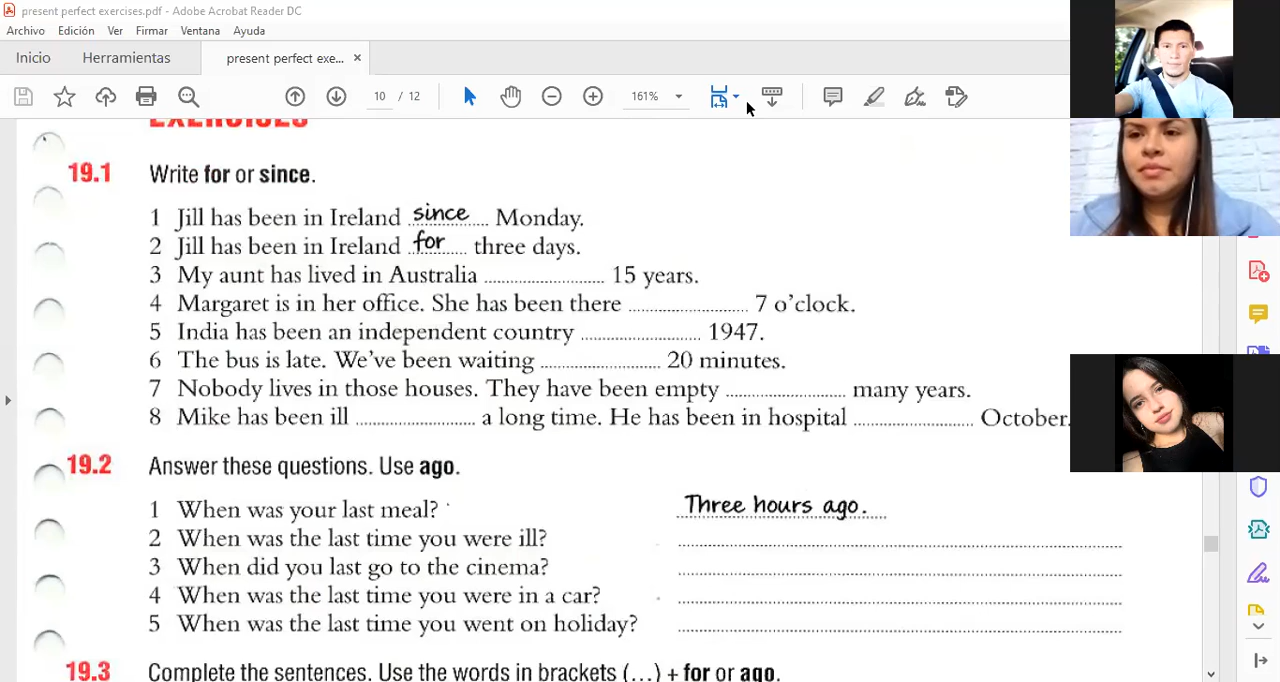 present perfect exercises.pdf - Adobe Acrobat Reader DC
Archivo Edición Ver Firmar Ventana Ayuda
Inicio Herramientas present perfect exe... ×
10 / 12 161%
EXERCISES
19.1 Write for or since.
1 Jill has been in Ireland since Monday.
2 Jill has been in Ireland for three days.
3 My aunt has lived in Australia .............................. 15 years.
4 Margaret is in her office. She has been there .............................. 7 o'clock.
5 India has been an independent country .............................. 1947.
6 The bus is late. We've been waiting .............................. 20 minutes.
7 Nobody lives in those houses. They have been empty .............................. many years.
8 Mike has been ill .............................. a long time. He has been in hospital .............................. October.
19.2 Answer these questions. Use ago.
1 When was your last meal? Three hours ago.
2 When was the last time you were ill?
3 When did you last go to the cinema?
4 When was the last time you were in a car?
5 When was the last time you went on holiday?
19.3 Complete the sentences. Use the words in brackets (...) + for or ago.